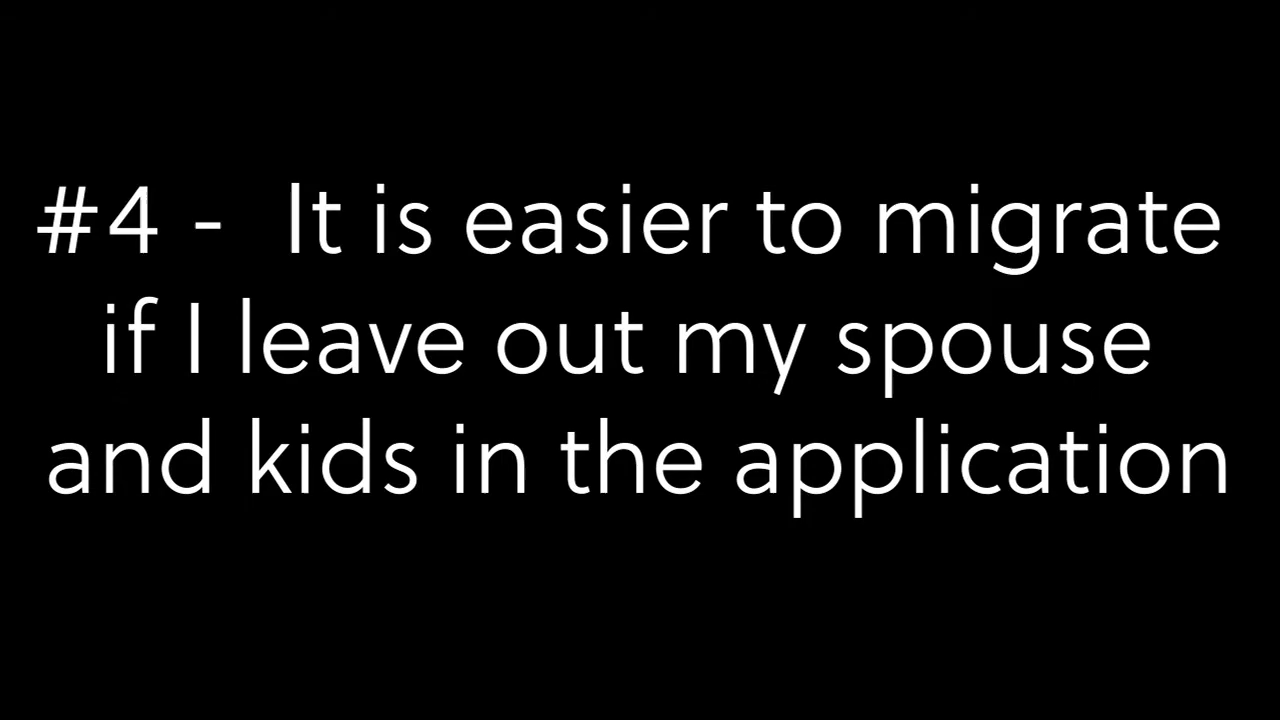 #4 - It is easier to migrate
if I leave out my spouse
and kids in the application